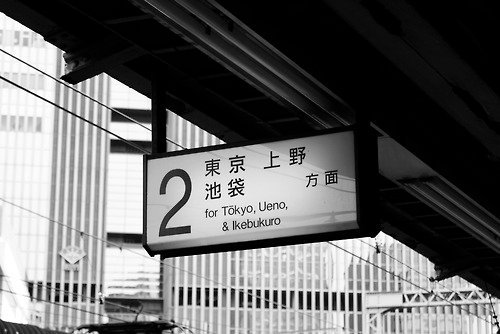 2
東京 上野
池袋 方面
for Tōkyo, Ueno,
& Ikebukuro